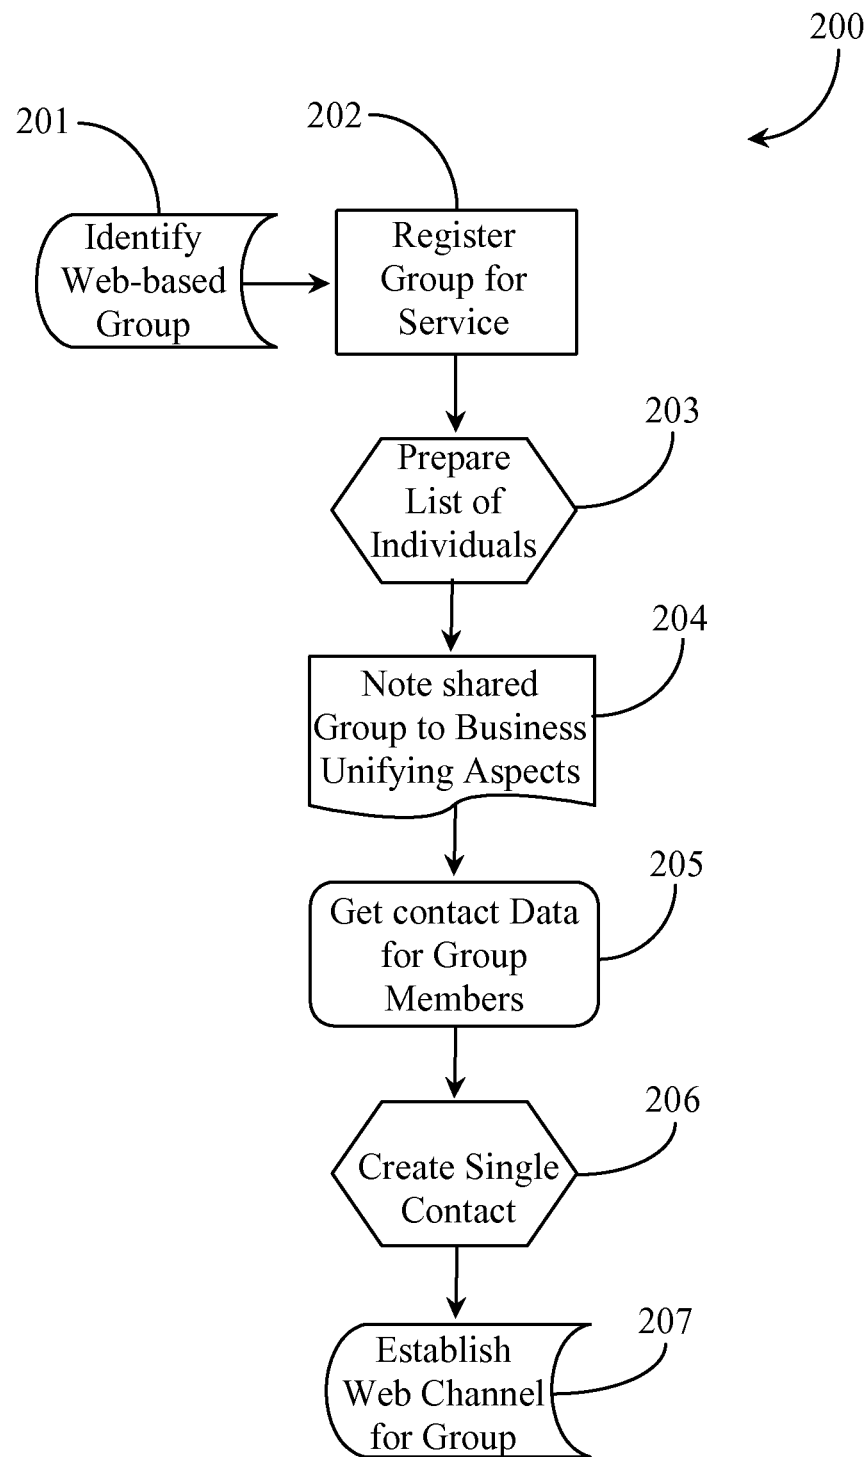 200
201
202
Identify
Web-based
Group
Register
Group for
Service
203
Prepare
List of
Individuals
204
Note shared
Group to Business
Unifying Aspects
205
Get contact Data
for Group
Members
206
Create Single
Contact
207
Establish
Web Channel
for Group